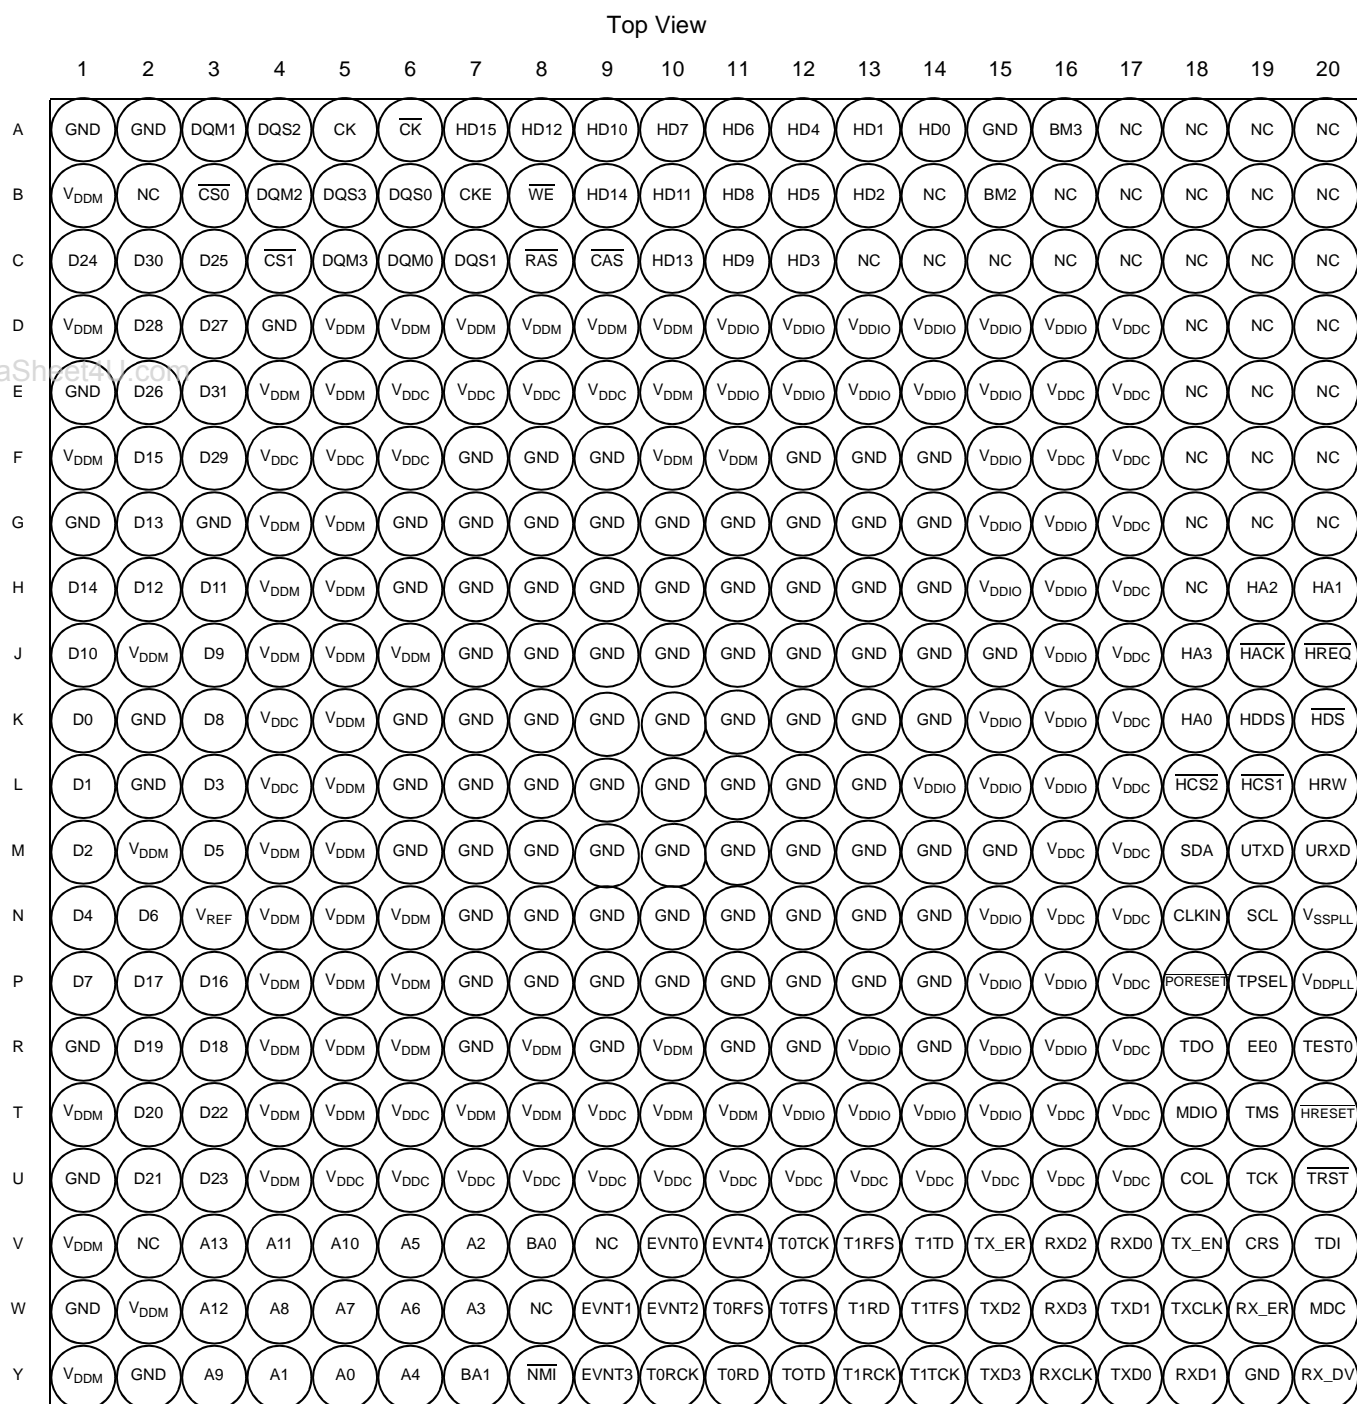 Top View
1 2 3 4 5 6 7 8 9 10 11 12 13 14 15 16 17 18 19 20
A GND GND DQM1 DQS2 CK CK HD15 HD12 HD10 HD7 HD6 HD4 HD1 HD0 GND BM3 NC NC NC NC
B VDDM NC CS0 DQM2 DQS3 DQS0 CKE WE HD14 HD11 HD8 HD5 HD2 NC BM2 NC NC NC NC NC
C D24 D30 D25 CS1 DQM3 DQM0 DQS1 RAS CAS HD13 HD9 HD3 NC NC NC NC NC NC NC NC
D VDDM D28 D27 GND VDDM VDDM VDDM VDDM VDDM VDDM VDDIO VDDIO VDDIO VDDIO VDDIO VDDIO VDDC NC NC NC
aSheet4U.com
E GND D26 D31 VDDM VDDM VDDC VDDC VDDC VDDC VDDM VDDIO VDDIO VDDIO VDDIO VDDIO VDDC VDDC NC NC NC
F VDDM D15 D29 VDDC VDDC VDDC GND GND GND VDDM VDDM GND GND GND VDDIO VDDC VDDC NC NC NC
G GND D13 GND VDDM VDDM GND GND GND GND GND GND GND GND GND VDDIO VDDIO VDDC NC NC NC
H D14 D12 D11 VDDM VDDM GND GND GND GND GND GND GND GND GND VDDIO VDDIO VDDC NC HA2 HA1
J D10 VDDM D9 VDDM VDDM VDDM GND GND GND GND GND GND GND GND GND VDDIO VDDC HA3 HACK HREQ
K D0 GND D8 VDDC VDDM GND GND GND GND GND GND GND GND GND VDDIO VDDIO VDDC HA0 HDDS HDS
L D1 GND D3 VDDC VDDM GND GND GND GND GND GND GND GND VDDIO VDDIO VDDIO VDDC HCS2 HCS1 HRW
M D2 VDDM D5 VDDM VDDM GND GND GND GND GND GND GND GND GND GND VDDC VDDC SDA UTXD URXD
N D4 D6 VREF VDDM VDDM VDDM GND GND GND GND GND GND GND GND VDDIO VDDC VDDC CLKIN SCL VSSPLL
P D7 D17 D16 VDDM VDDM VDDM GND GND GND GND GND GND GND GND VDDIO VDDIO VDDC PORESET TPSEL VDDPLL
R GND D19 D18 VDDM VDDM VDDM GND VDDM GND VDDM GND GND VDDIO GND VDDIO VDDIO VDDC TDO EE0 TEST0
T VDDM D20 D22 VDDM VDDM VDDC VDDM VDDM VDDC VDDM VDDM VDDIO VDDIO VDDIO VDDIO VDDC VDDC MDIO TMS HRESET
U GND D21 D23 VDDM VDDC VDDC VDDC VDDC VDDC VDDC VDDC VDDC VDDC VDDC VDDC VDDC VDDC COL TCK TRST
V VDDM NC A13 A11 A10 A5 A2 BA0 NC EVNT0 EVNT4 T0TCK T1RFS T1TD TX_ER RXD2 RXD0 TX_EN CRS TDI
W GND VDDM A12 A8 A7 A6 A3 NC EVNT1 EVNT2 T0RFS T0TFS T1RD T1TFS TXD2 RXD3 TXD1 TXCLK RX_ER MDC
Y VDDM GND A9 A1 A0 A4 BA1 NMI EVNT3 T0RCK T0RD TOTD T1RCK T1TCK TXD3 RXCLK TXD0 RXD1 GND RX_DV